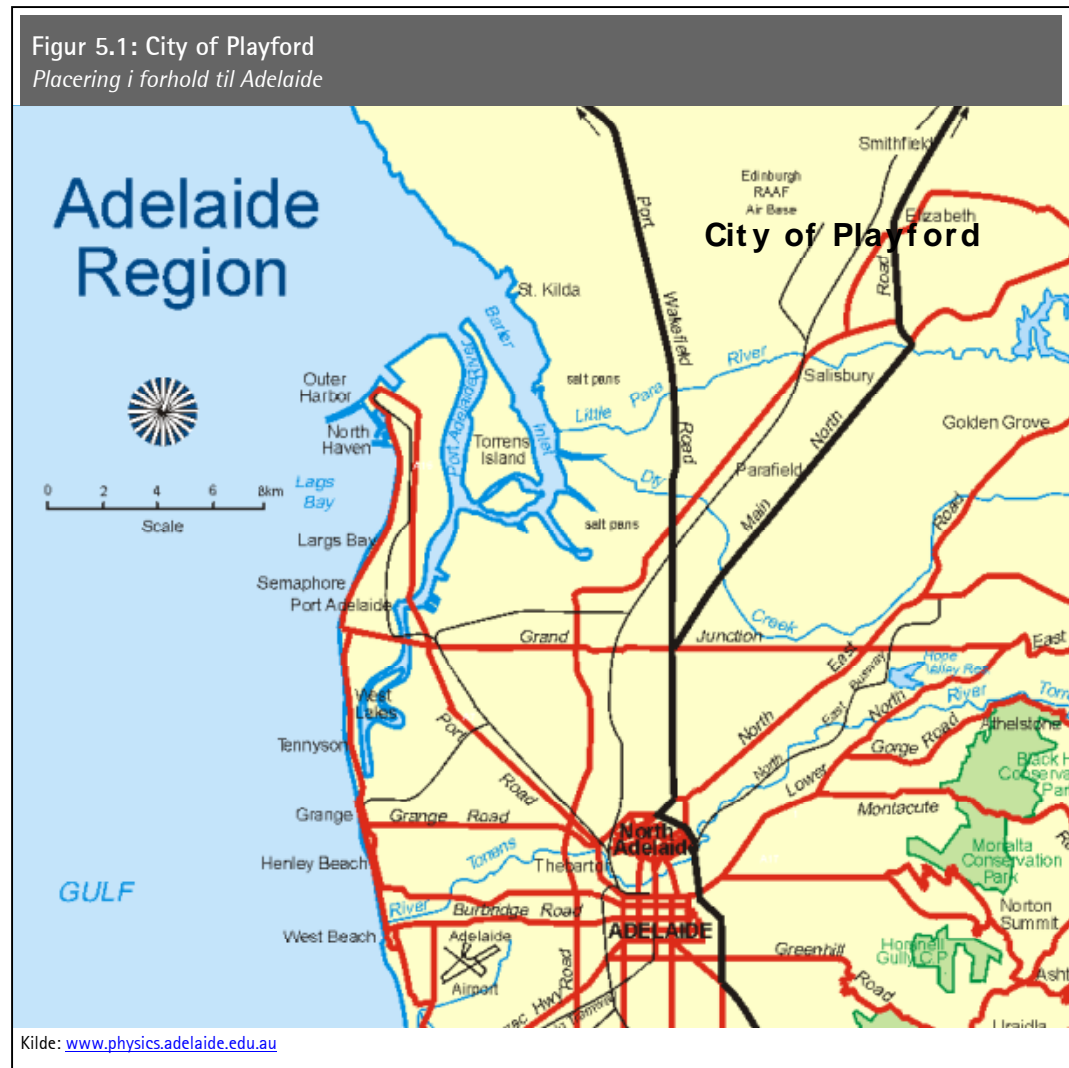 Figur 5.1: City of Playford
Placering i forhold til Adelaide
Adelaide
Region
Smithfield
Edinburgh
RAAF
Air Base
Elizabeth
City of Playford
Port
Wakefield
Road
Road
St. Kilda
Barker
Inlet
Port Adelaide River
River
Para
Little
salt pans
Salisbury
Outer
Harbor
North
Haven
Golden Grove
Torrens
Island
North
Main
Parafield
Dry
Lags
Bay
0 2 4 6 8km
Scale
salt pans
Road
Largs Bay
Semaphore
Port Adelaide
Creek
Grand
Junction
East
East
Hope
Valley Res
Busway
North
River
West
Lakes
North
East
North
Gorge Road
Athelstone
Tennyson
Port
Road
Lower
Montacute
Grange
Grange Road
North
Adelaide
Torrens
Morialta
Conservation
Park
Henley Beach
GULF
River
Burbridge Road
Norton
Summit
West Beach
Adelaide
Airport
ADELAIDE
Greenhill
Road
Horsnell
Gully C.P
Hwy
Road
Uraidla
Kilde: www.physics.adelaide.edu.au